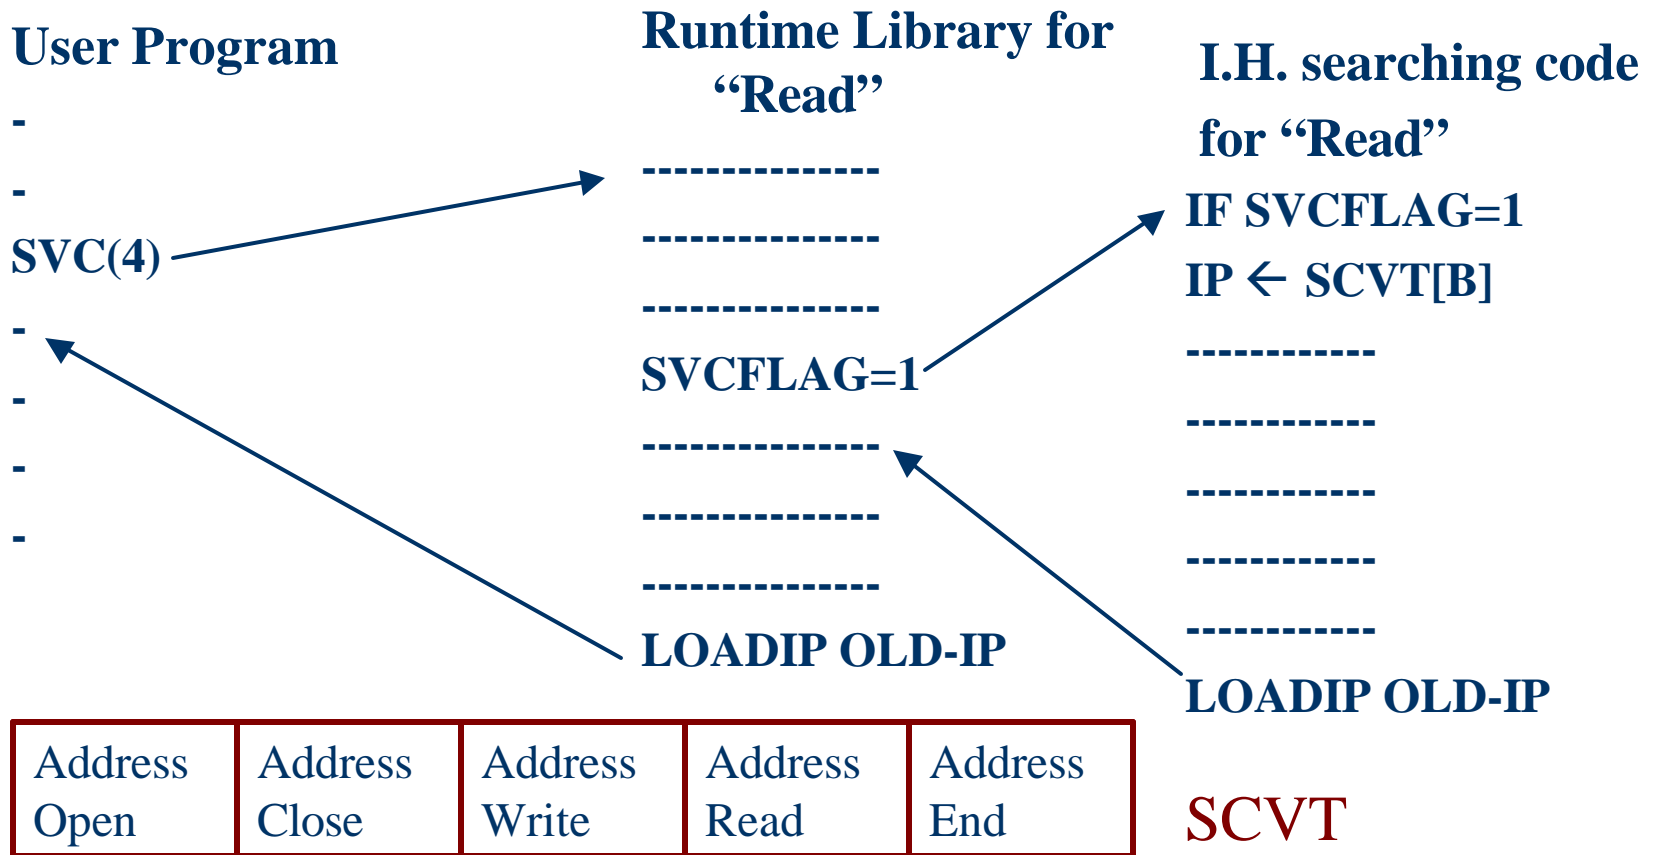 User Program
-
-
SVC(4)
-
-
-
-
Runtime Library for
“Read”
---------------
---------------
---------------
SVCFLAG=1
---------------
---------------
---------------
LOADIP OLD-IP
I.H. searching code
for “Read”
IF SVCFLAG=1
IP ← SCVT[B]
------------
------------
------------
------------
------------
LOADIP OLD-IP
Address
Open
Address
Close
Address
Write
Address
Read
Address
End
SCVT